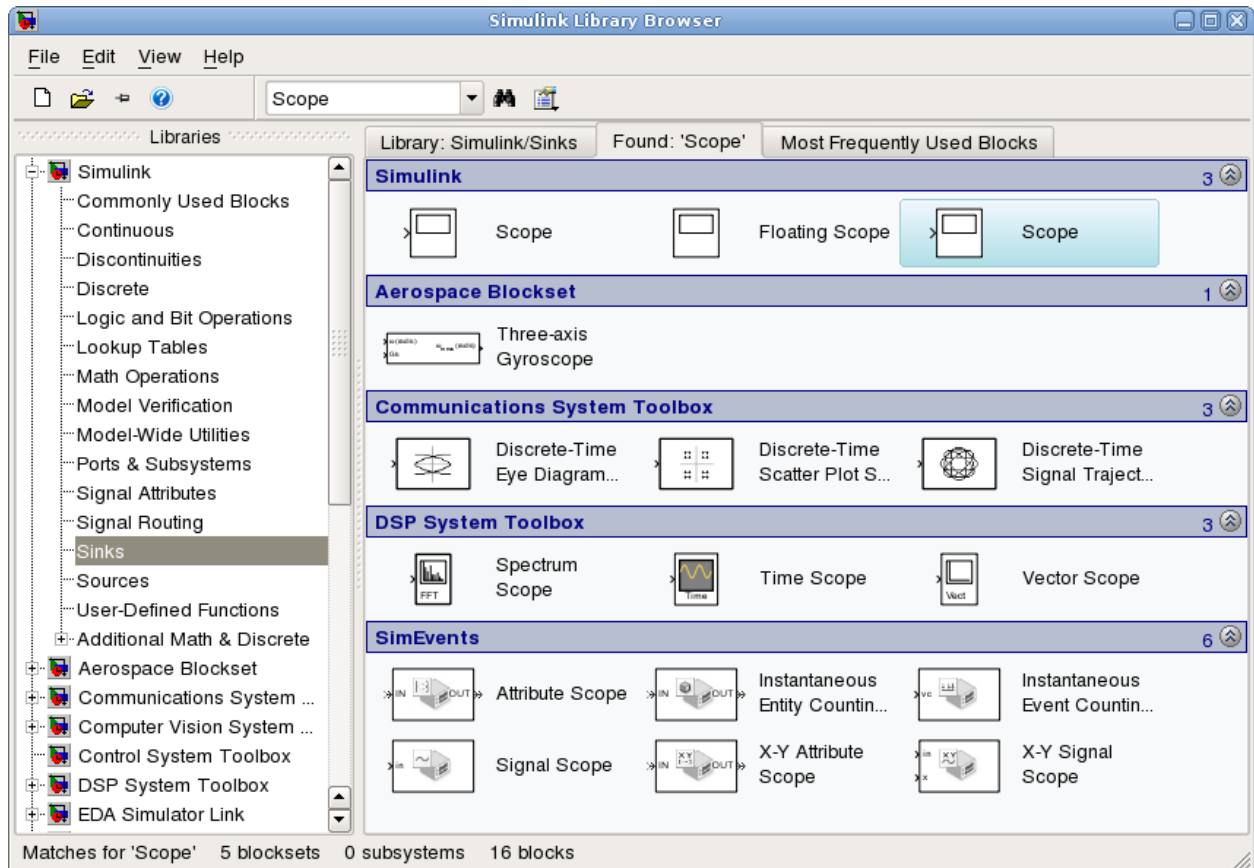 Simulink Library Browser
File Edit View Help
Scope
Libraries
Simulink
Commonly Used Blocks
Continuous
Discontinuities
Discrete
Logic and Bit Operations
Lookup Tables
Math Operations
Model Verification
Model-Wide Utilities
Ports & Subsystems
Signal Attributes
Signal Routing
Sinks
Sources
User-Defined Functions
Additional Math & Discrete
Aerospace Blockset
Communications System ...
Computer Vision System ...
Control System Toolbox
DSP System Toolbox
EDA Simulator Link
Library: Simulink/Sinks Found: 'Scope' Most Frequently Used Blocks
Simulink 3
Scope
Floating Scope
Scope
Aerospace Blockset 1
Three-axis
Gyroscope
Communications System Toolbox 3
Discrete-Time
Eye Diagram...
Discrete-Time
Scatter Plot S...
Discrete-Time
Signal Traject...
DSP System Toolbox 3
FFT
Spectrum
Scope
Time
Time Scope
Vect
Vector Scope
SimEvents 6
IN OUT
Attribute Scope
IN OUT
Instantaneous
Entity Countin...
vc
Instantaneous
Event Countin...
in
Signal Scope
IN OUT
X-Y Attribute
Scope
in
x
X-Y Signal
Scope
Matches for 'Scope' 5 blocksets 0 subsystems 16 blocks